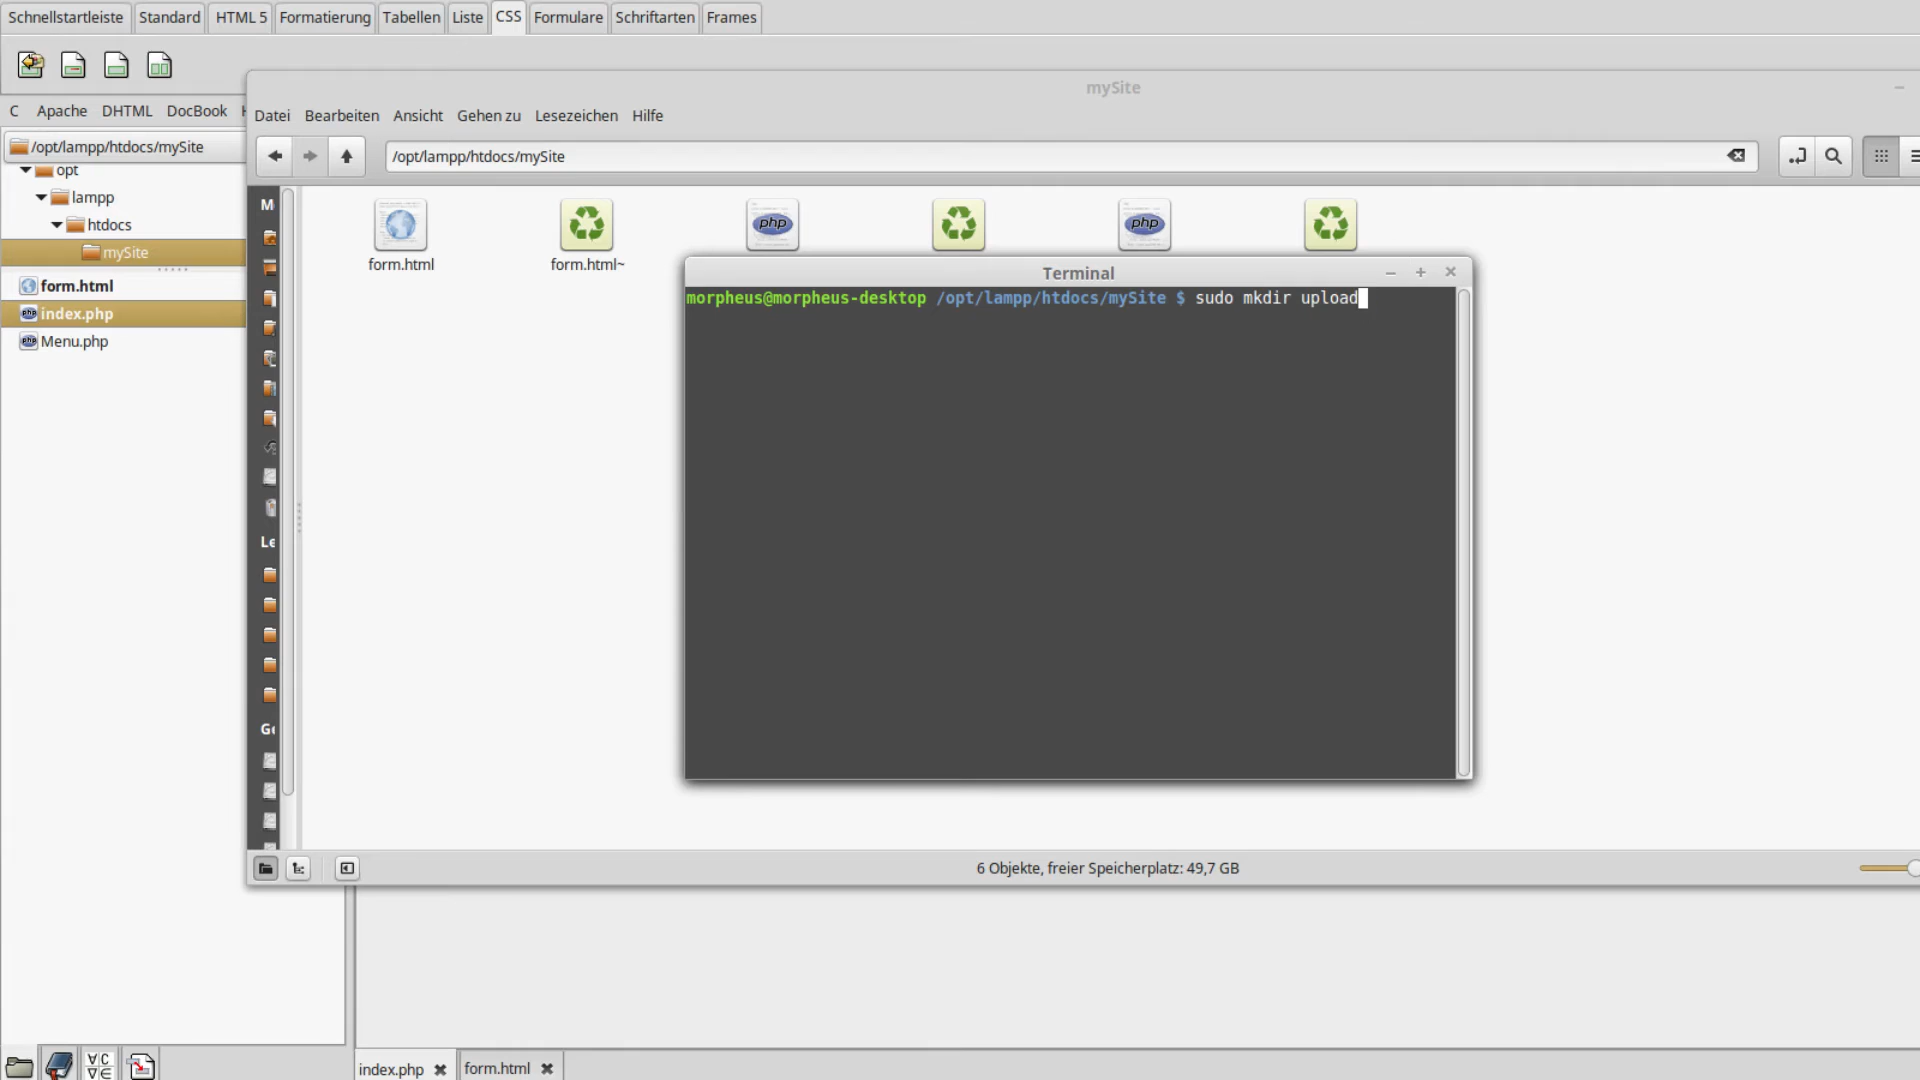 Schnellstartleiste Standard HTML 5 Formatierung Tabellen Liste CSS Formulare Schriftarten Frames
mySite
C Apache DHTML DocBook
Datei Bearbeiten Ansicht Gehen zu Lesezeichen Hilfe
/opt/lampp/htdocs/mySite
/opt/lampp/htdocs/mySite
opt
lampp
htdocs
mySite
form.html
index.php
Menu.php
php
php
form.html
form.html~
Terminal
morpheus@morpheus-desktop /opt/lampp/htdocs/mySite $ sudo mkdir upload
6 Objekte, freier Speicherplatz: 49,7 GB
index.php form.html